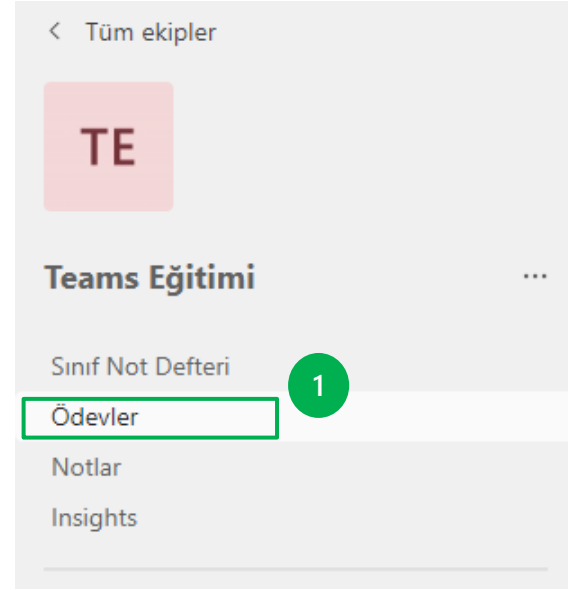 Tüm ekipler
TE
Teams Eğitimi
Sınıf Not Defteri
1
Ödevler
Notlar
Insights